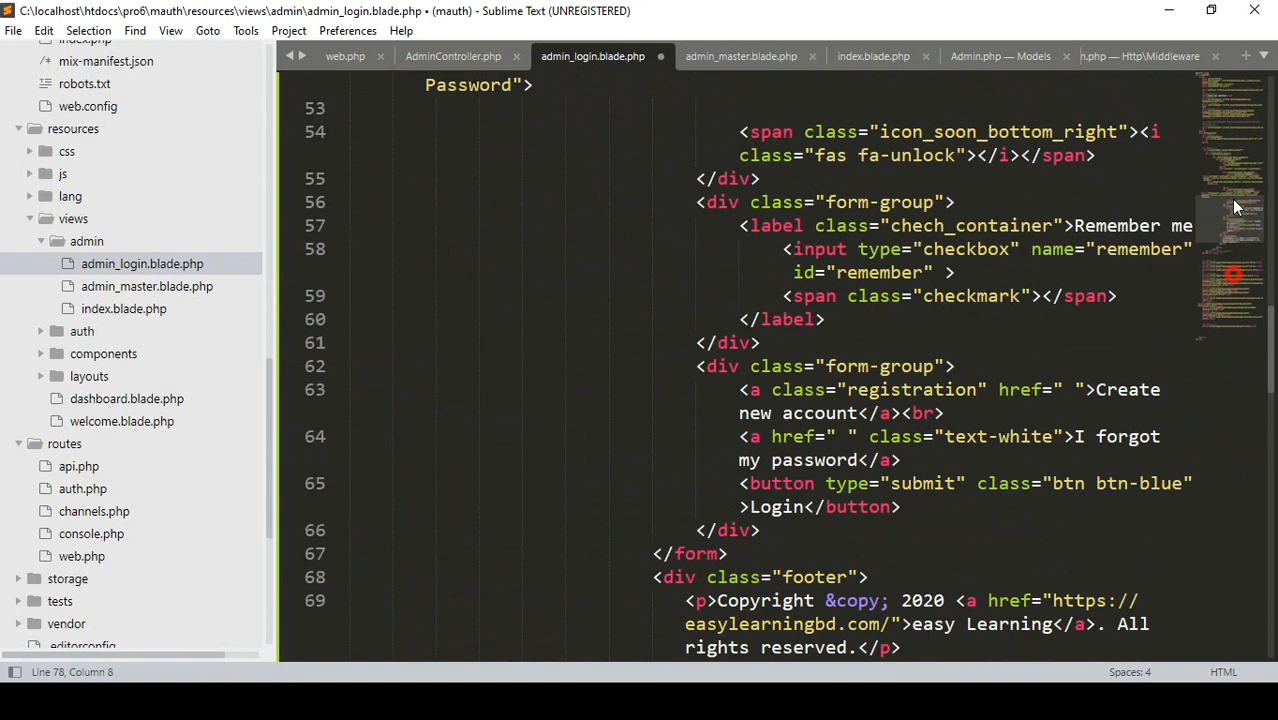 C:\localhost\htdocs\pro6\mauth\resources\views\admin\admin_login.blade.php • (mauth) - Sublime Text (UNREGISTERED)
File Edit Selection Find View Goto Tools Project Preferences Help
index.php
mix-manifest.json
robots.txt
web.config
resources
css
js
lang
views
admin
admin_login.blade.php
admin_master.blade.php
index.blade.php
auth
components
layouts
dashboard.blade.php
welcome.blade.php
routes
api.php
auth.php
channels.php
console.php
web.php
storage
tests
vendor
.editorconfig
web.php AdminController.php admin_login.blade.php admin_master.blade.php index.blade.php Admin.php — Models n.php — Http\Middleware
Password">
53
54 <span class="icon_soon_bottom_right"><i
class="fas fa-unlock"></i></span>
55 </div>
56 <div class="form-group">
57 <label class="chech_container">Remember me
58 <input type="checkbox" name="remember"
id="remember" >
59 <span class="checkmark"></span>
60 </label>
61 </div>
62 <div class="form-group">
63 <a class="registration" href=" ">Create
new account</a><br>
64 <a href=" " class="text-white">I forgot
my password</a>
65 <button type="submit" class="btn btn-blue"
>Login</button>
66 </div>
67 </form>
68 <div class="footer">
69 <p>Copyright &copy; 2020 <a href="https://
easylearningbd.com/">easy Learning</a>. All
rights reserved.</p>
Line 78, Column 8 Spaces: 4 HTML